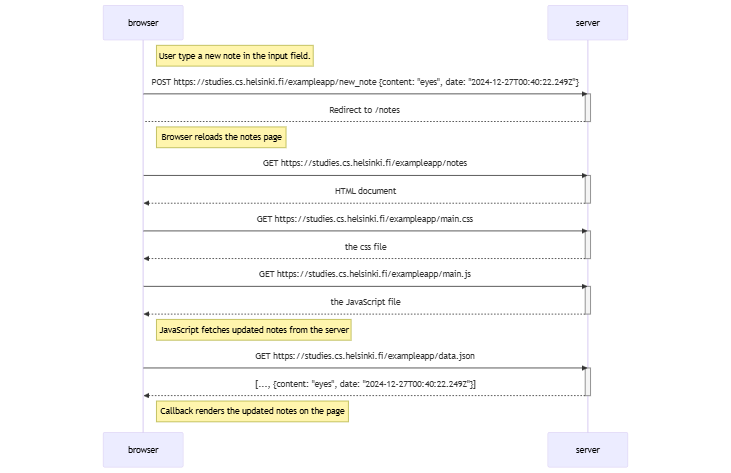 browser
server
User type a new note in the input field.
POST https://studies.cs.helsinki.fi/exampleapp/new_note {content: "eyes", date: "2024-12-27T00:40:22.249Z"}
Redirect to /notes
Browser reloads the notes page
GET https://studies.cs.helsinki.fi/exampleapp/notes
HTML document
GET https://studies.cs.helsinki.fi/exampleapp/main.css
the css file
GET https://studies.cs.helsinki.fi/exampleapp/main.js
the JavaScript file
JavaScript fetches updated notes from the server
GET https://studies.cs.helsinki.fi/exampleapp/data.json
[..., {content: "eyes", date: "2024-12-27T00:40:22.249Z"}]
Callback renders the updated notes on the page
browser
server